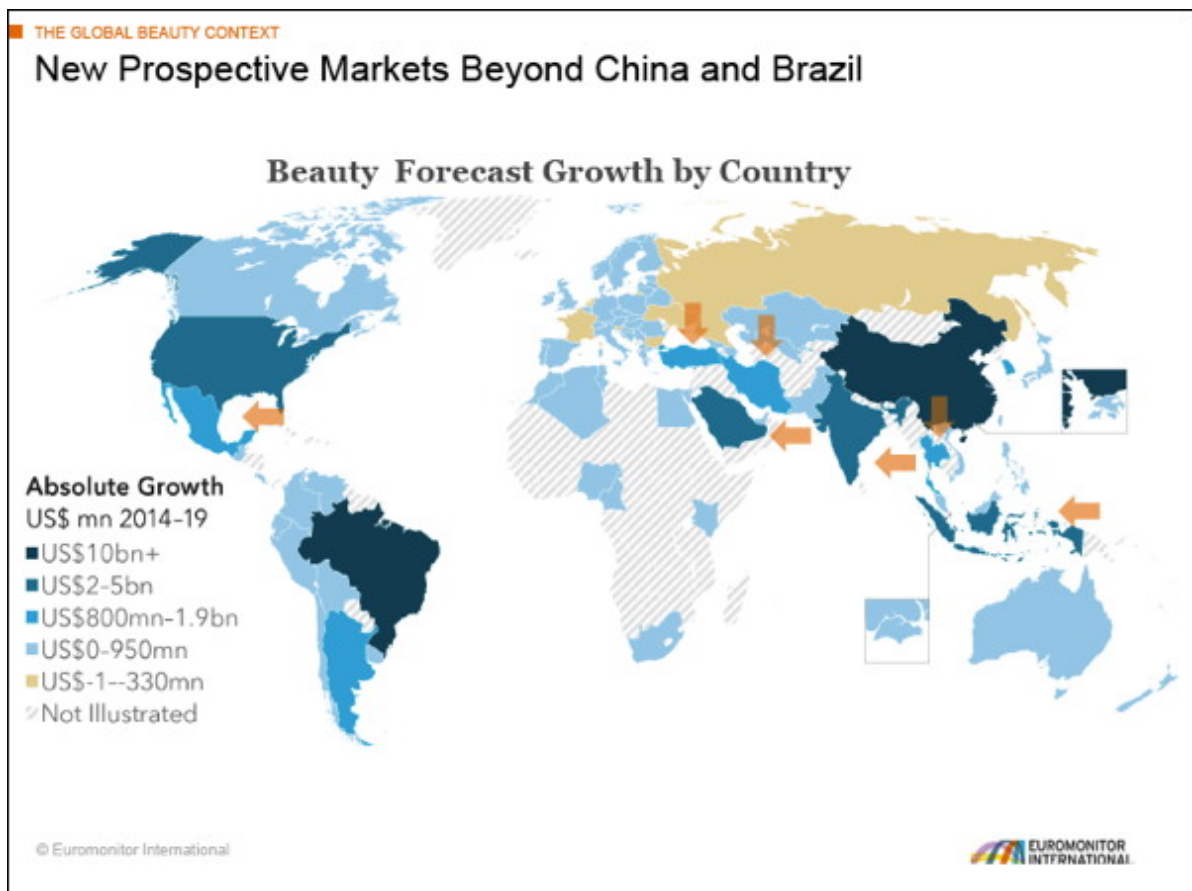 THE GLOBAL BEAUTY CONTEXT
New Prospective Markets Beyond China and Brazil
Beauty Forecast Growth by Country
Absolute Growth
US$ mn 2014-19
US$10bn+
US$2-5bn
US$800mn-1.9bn
US$0-950mn
US$-1--330mn
Not Illustrated
© Euromonitor International
EUROMONITOR
INTERNATIONAL